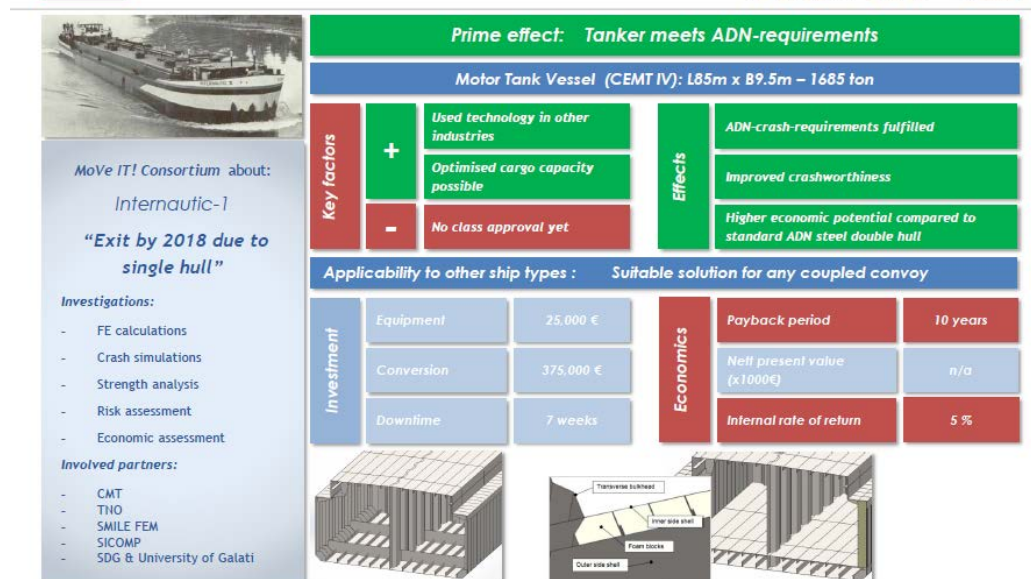 Prime effect: Tanker meets ADN-requirements
Motor Tank Vessel (CEMT IV): L85m x B9.5m – 1685 ton
MoVe IT! Consortium about:
Internautic-1
“Exit by 2018 due to
single hull”
Investigations:
- FE calculations
- Crash simulations
- Strength analysis
- Risk assessment
- Economic assessment
Involved partners:
- CMT
- TNO
- SMILE FEM
- SICOMP
- SDG & University of Galati
Key factors
+
Used technology in other
industries
Optimised cargo capacity
possible
-
No class approval yet
Effects
ADN-crash-requirements fulfilled
Improved crashworthiness
Higher economic potential compared to
standard ADN steel double hull
Applicability to other ship types : Suitable solution for any coupled convoy
Investment
Equipment 25,000 €
Conversion 375,000 €
Downtime 7 weeks
Economics
Payback period 10 years
Nett present value
(x1000€) n/a
Internal rate of return 5 %
Transverse bulkhead
Inner side shell
Foam blocks
Outer side shell